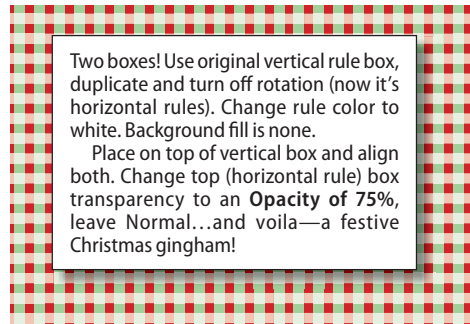 Two boxes! Use original vertical rule box,
duplicate and turn off rotation (now it's
horizontal rules). Change rule color to
white. Background fill is none.
Place on top of vertical box and align
both. Change top (horizontal rule) box
transparency to an Opacity of 75%,
leave Normal…and voila—a festive
Christmas gingham!